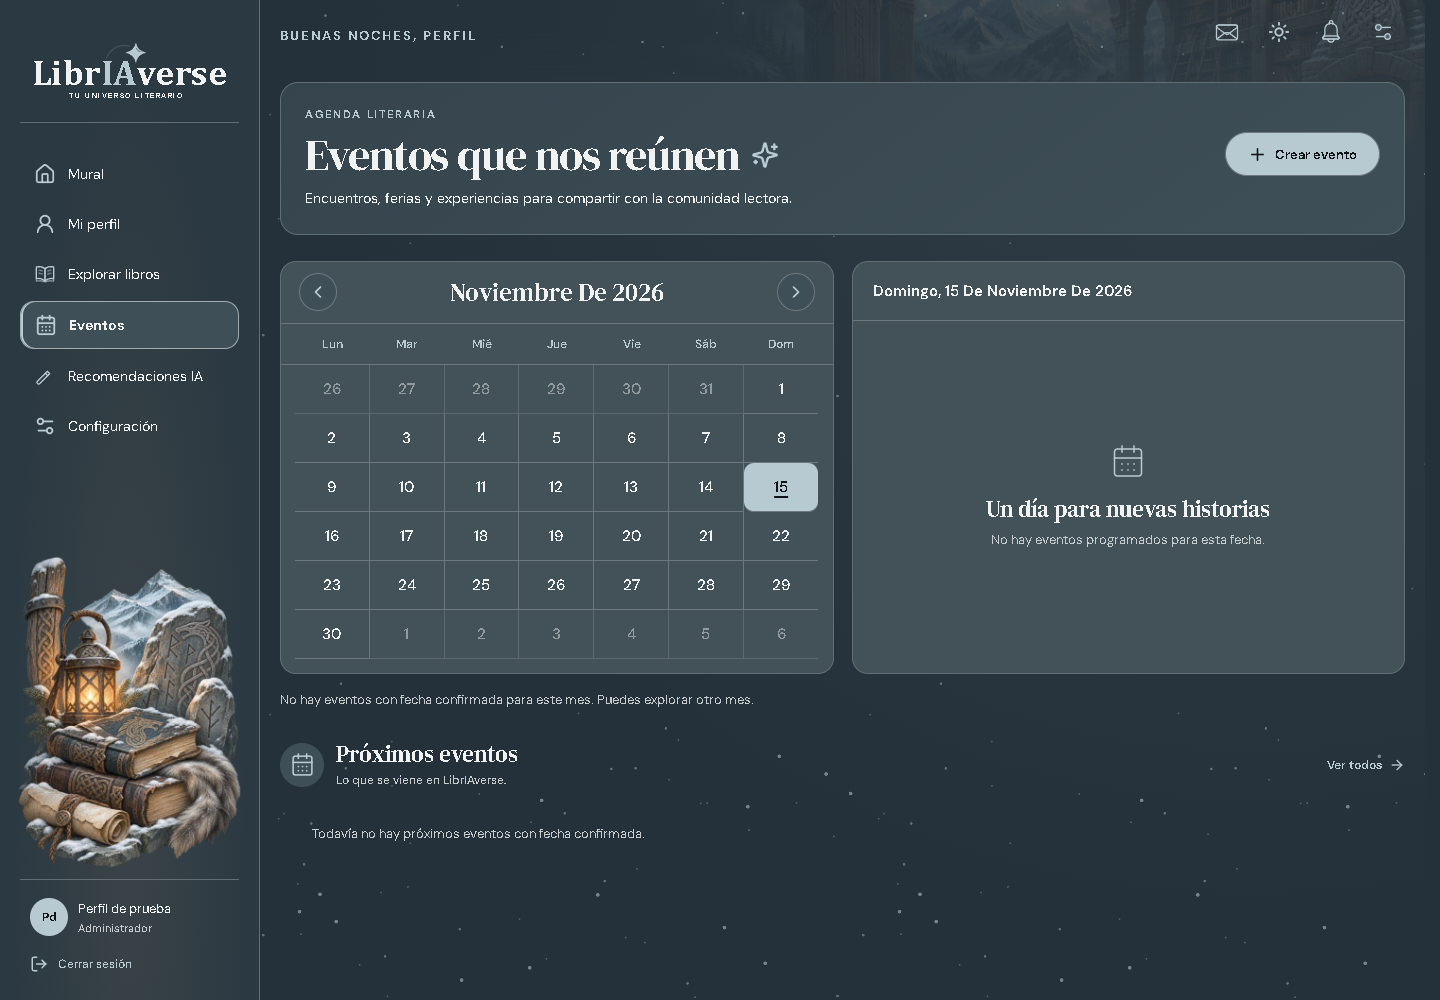 LibrIAverse
TU UNIVERSO LITERARIO
Mural
Mi perfil
Explorar libros
Eventos
Recomendaciones IA
Configuración
Pd
Perfil de prueba
Administrador
Cerrar sesión
BUENAS NOCHES, PERFIL
AGENDA LITERARIA
Eventos que nos reúnen
Encuentros, ferias y experiencias para compartir con la comunidad lectora.
Crear evento
Noviembre De 2026
Lun Mar Mié Jue Vie Sáb Dom
26 27 28 29 30 31 1
2 3 4 5 6 7 8
9 10 11 12 13 14 15
16 17 18 19 20 21 22
23 24 25 26 27 28 29
30 1 2 3 4 5 6
Domingo, 15 De Noviembre De 2026
Un día para nuevas historias
No hay eventos programados para esta fecha.
No hay eventos con fecha confirmada para este mes. Puedes explorar otro mes.
Próximos eventos
Lo que se viene en LibrIAverse.
Ver todos
Todavía no hay próximos eventos con fecha confirmada.